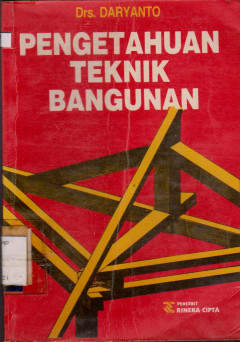 Drs. DARYANTO
PENGETAHUAN
TEKNIK
BANGUNAN
PENERBIT
RINEKA CIPTA